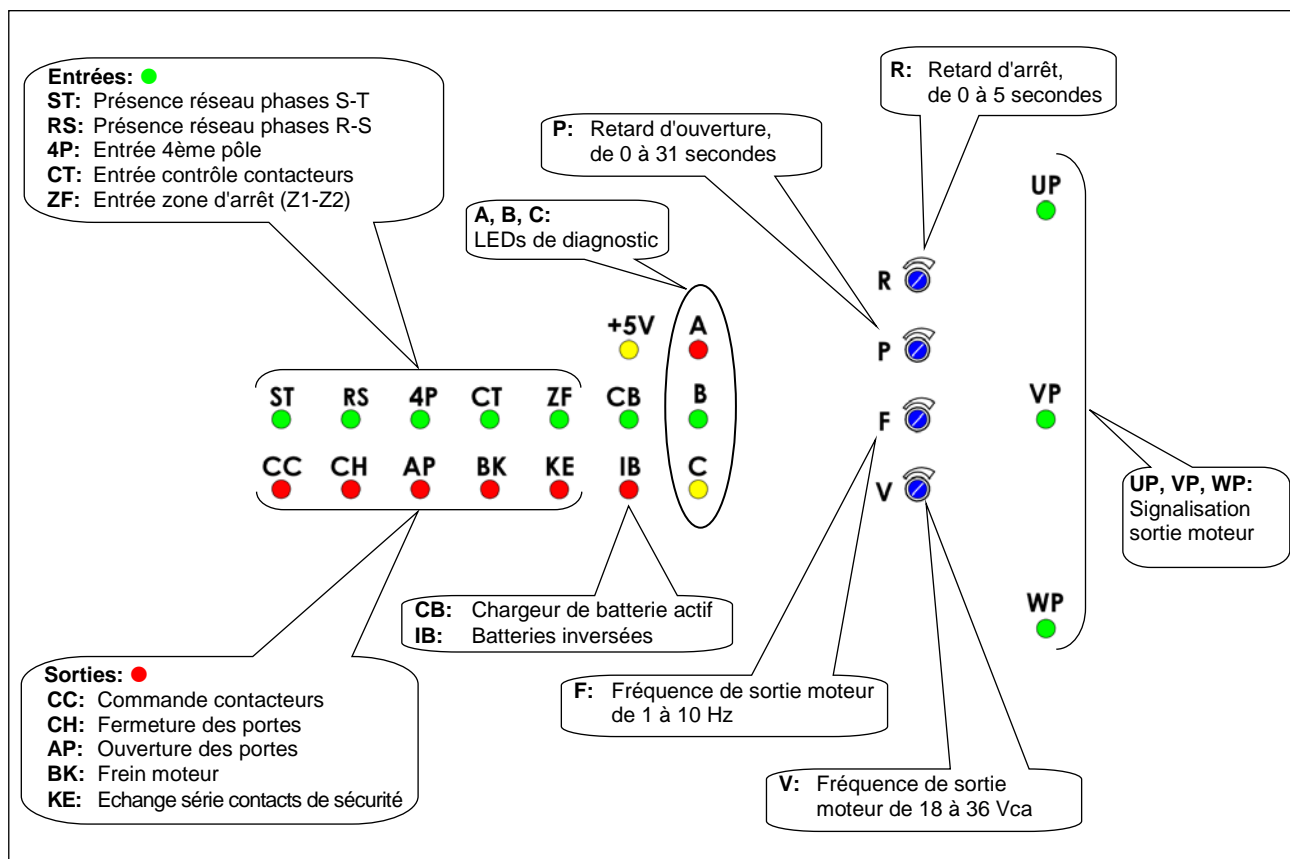 Entrées:
ST: Présence réseau phases S-T
RS: Présence réseau phases R-S
4P: Entrée 4ème pôle
CT: Entrée contrôle contacteurs
ZF: Entrée zone d'arrêt (Z1-Z2)
R: Retard d'arrêt,
de 0 à 5 secondes
P: Retard d'ouverture,
de 0 à 31 secondes
A, B, C:
LEDs de diagnostic
UP
R
+5V A
P
ST RS 4P CT ZF CB B
F
VP
CC CH AP BK KE IB C
V
UP, VP, WP:
Signalisation
sortie moteur
WP
CB: Chargeur de batterie actif
IB: Batteries inversées
Sorties:
CC: Commande contacteurs
CH: Fermeture des portes
AP: Ouverture des portes
BK: Frein moteur
KE: Echange série contacts de sécurité
F: Fréquence de sortie moteur
de 1 à 10 Hz
V: Fréquence de sortie
moteur de 18 à 36 Vca